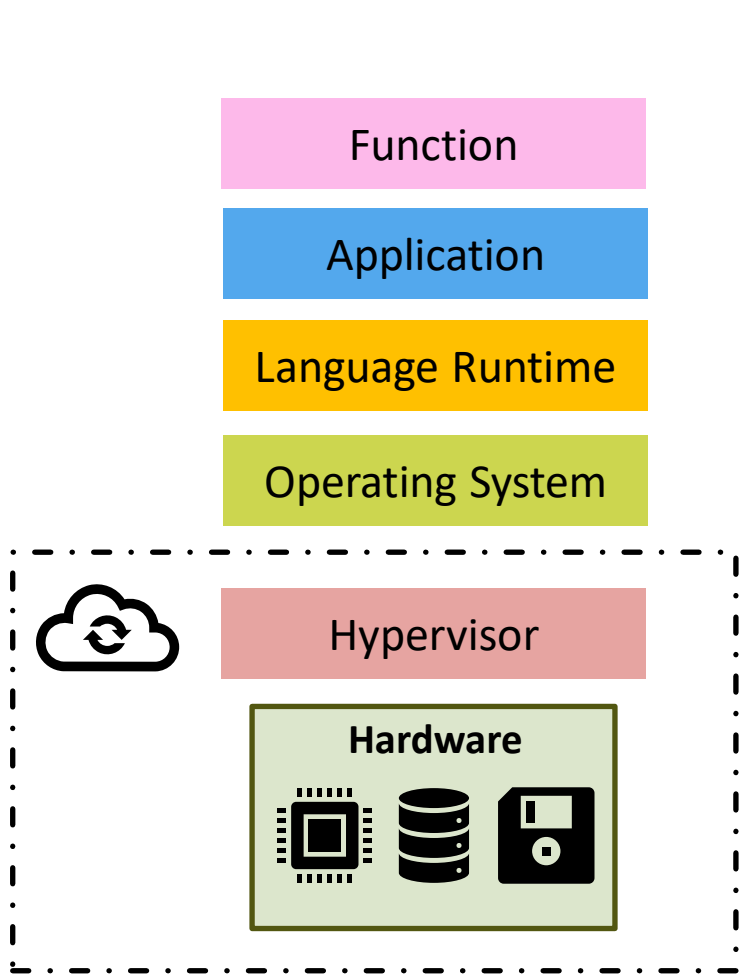 Function
Application
Language Runtime
Operating System
Hypervisor
Hardware